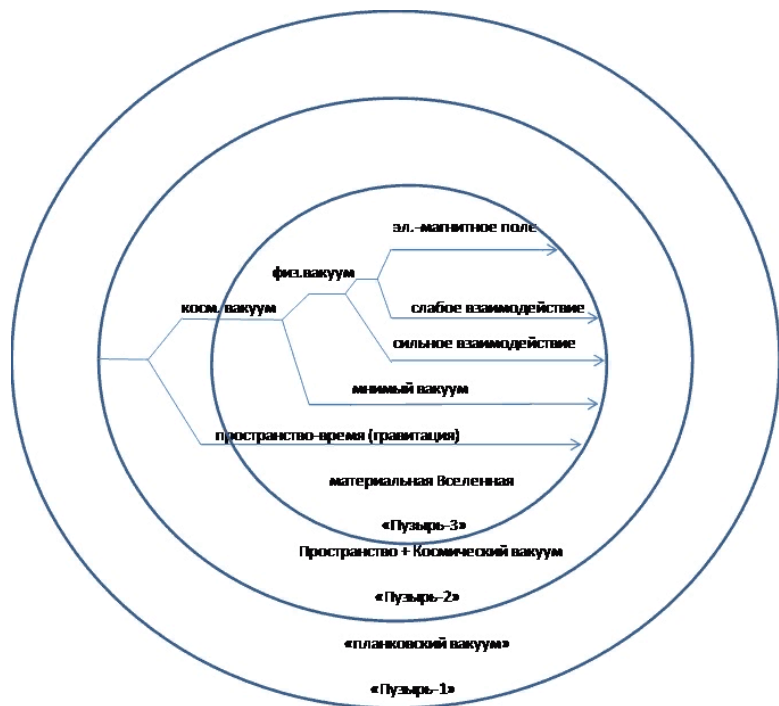 эл.-магнитное поле
физ.вакуум
косм. вакуум
слабое взаимодействие
сильное взаимодействие
мнимый вакуум
пространство-время (гравитация)
материальная Вселенная
«Пузырь-3»
Пространство + Космический вакуум
«Пузырь-2»
«планковский вакуум»
«Пузырь-1»